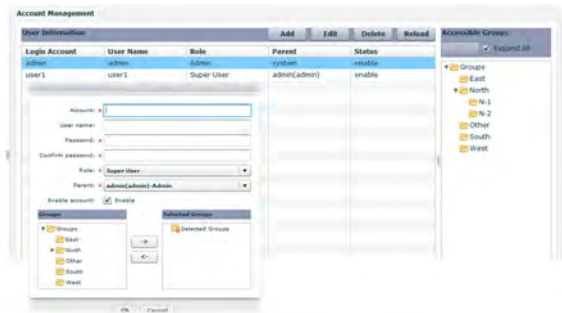 Account Management
User Information Add Edit Delete Reload
Login Account User Name Role Parent Status
admin admin Admin system enable
user1 user1 Super User admin(admin) enable
Account: *
User name:
Password: *
Confirm password: *
Role: * Super User
Parent: * admin(admin)-Admin
Enable account: Enable
Groups
Groups
East
North
Other
South
West
->
<-
Selected Groups
Selected Groups
Ok Cancel
Accessible Groups
Expand All
Groups
East
North
N-1
N-2
Other
South
West